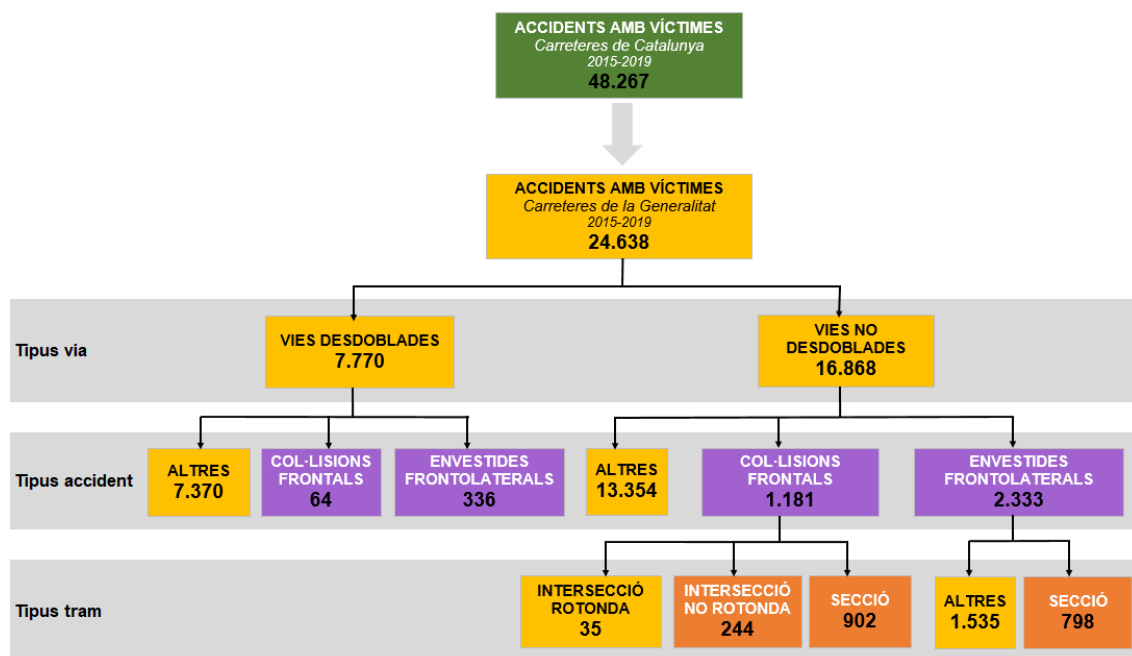 ACCIDENTS AMB VÍCTIMES
Carreteres de Catalunya
2015-2019
48.267
ACCIDENTS AMB VÍCTIMES
Carreteres de la Generalitat
2015-2019
24.638
Tipus via
VIES DESDOBLADES
7.770
VIES NO
DESDOBLADES
16.868
Tipus accident
ALTRES
7.370
COL·LISIONS
FRONTALS
64
ENVESTIDES
FRONTOLATERALS
336
ALTRES
13.354
COL·LISIONS
FRONTALS
1.181
ENVESTIDES
FRONTOLATERALS
2.333
Tipus tram
INTERSECCIÓ
ROTONDA
35
INTERSECCIÓ
NO ROTONDA
244
SECCIÓ
902
ALTRES
1.535
SECCIÓ
798